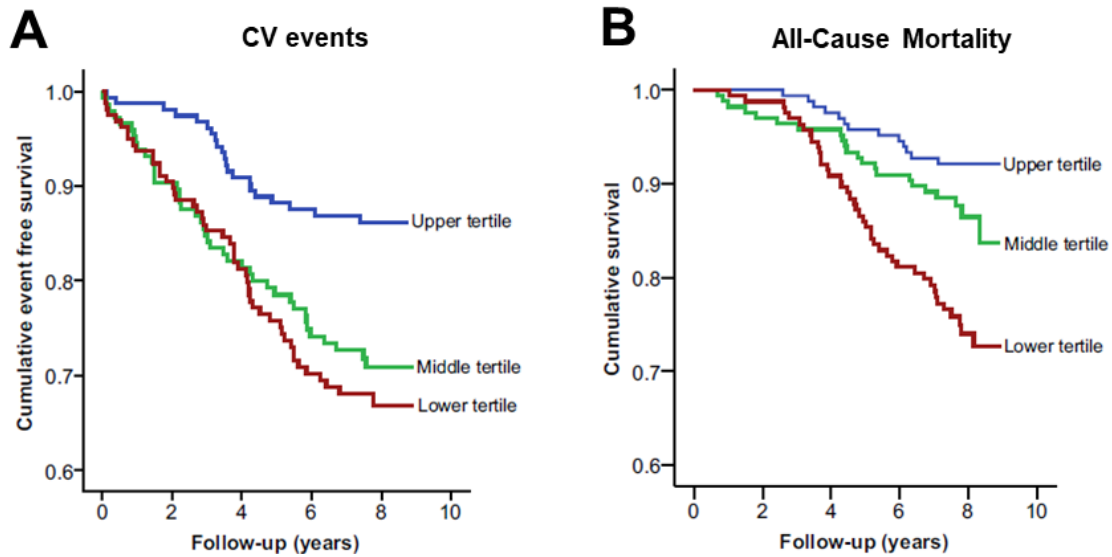 A
CV events
Cumulative event free survival
1.0
0.9
0.8
0.7
0.6
Upper tertile
Middle tertile
Lower tertile
0 2 4 6 8 10
Follow-up (years)
B
All-Cause Mortality
Cumulative survival
1.0
0.9
0.8
0.7
0.6
Upper tertile
Middle tertile
Lower tertile
0 2 4 6 8 10
Follow-up (years)